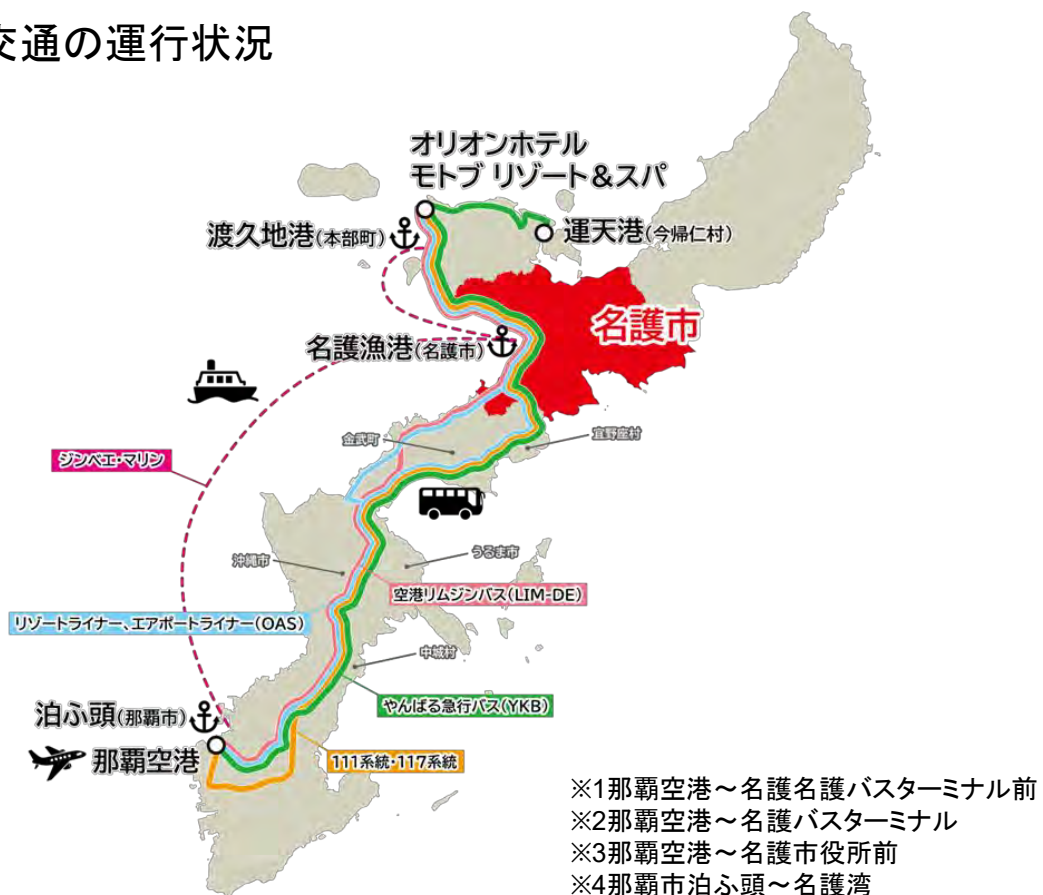 交通の運行状況
オリオンホテル
モトブ リゾート&スパ
渡久地港(本部町)
運天港(今帰仁村)
名護市
名護漁港(名護市)
金武町
宜野座村
ジンベエ・マリン
うるま市
沖縄市
空港リムジンバス(LIM-DE)
リゾートライナー、エアポートライナー(OAS)
中城村
やんばる急行バス(YKB)
泊ふ頭(那覇市)
那覇空港
111系統・117系統
※1那覇空港～名護名護バスターミナル前
※2那覇空港～名護バスターミナル
※3那覇空港～名護市役所前
※4那覇市泊ふ頭～名護湾